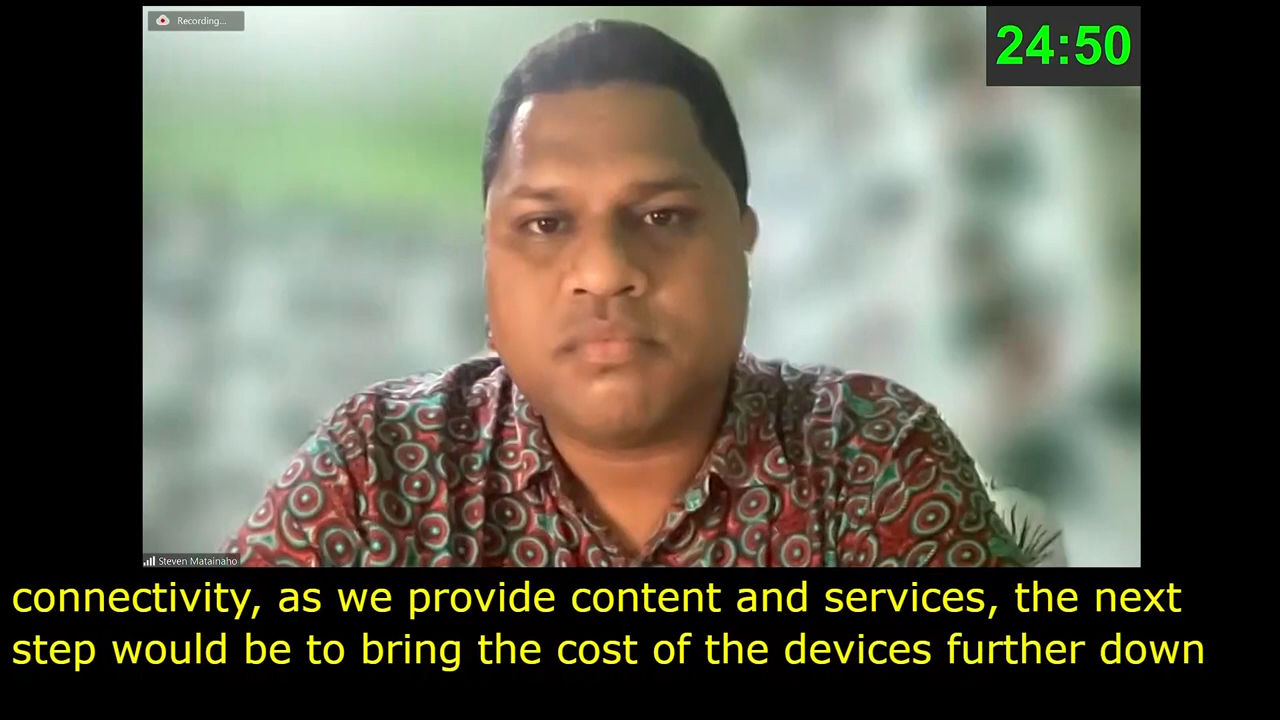 Recording...
24:50
Steven Matainaho
connectivity, as we provide content and services, the next
step would be to bring the cost of the devices further down